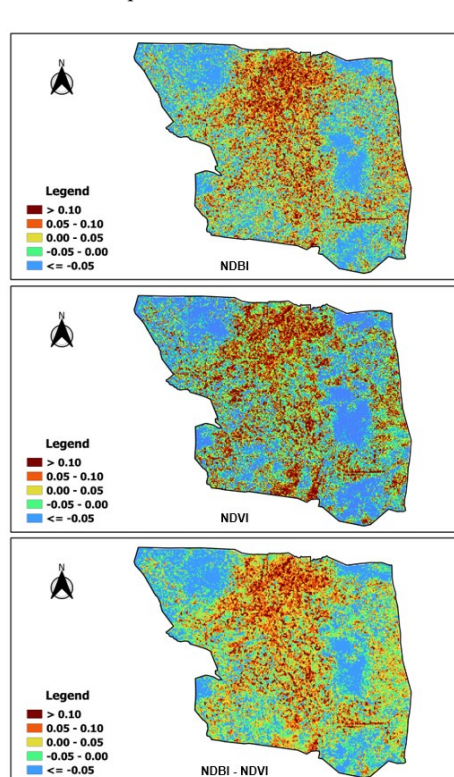 N
Legend
> 0.10
0.05 - 0.10
0.00 - 0.05
-0.05 - 0.00
<= -0.05
NDBI
N
Legend
> 0.10
0.05 - 0.10
0.00 - 0.05
-0.05 - 0.00
<= -0.05
NDVI
N
Legend
> 0.10
0.05 - 0.10
0.00 - 0.05
-0.05 - 0.00
<= -0.05
NDBI - NDVI